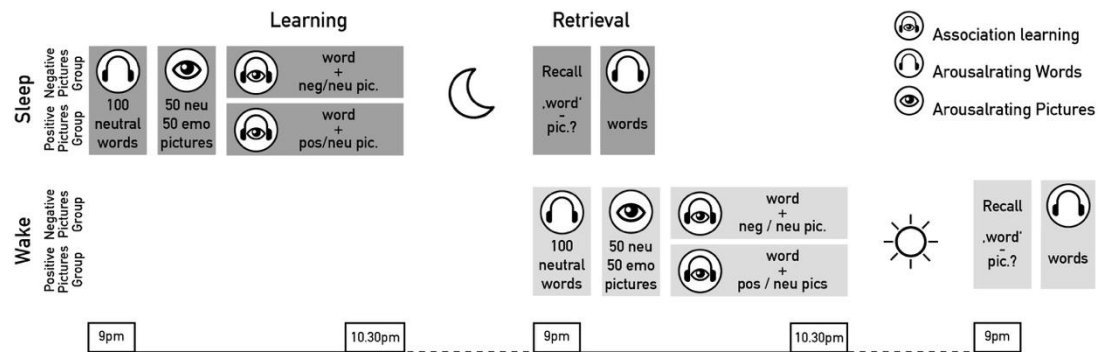 Learning
Retrieval
Association learning
Arousalrating Words
Arousalrating Pictures
Sleep
Negative
Pictures
Group
Positive
Pictures
Group
100
neutral
words
50 neu
50 emo
pictures
word
+
neg/neu pic.
word
+
pos/neu pic.
Recall
‚word‘
-
pic.?
words
Wake
Negative
Pictures
Group
Positive
Pictures
Group
100
neutral
words
50 neu
50 emo
pictures
word
+
neg / neu pic.
word
+
pos / neu pics
Recall
‚word‘
-
pic.?
words
9pm
10.30pm
9pm
10.30pm
9pm